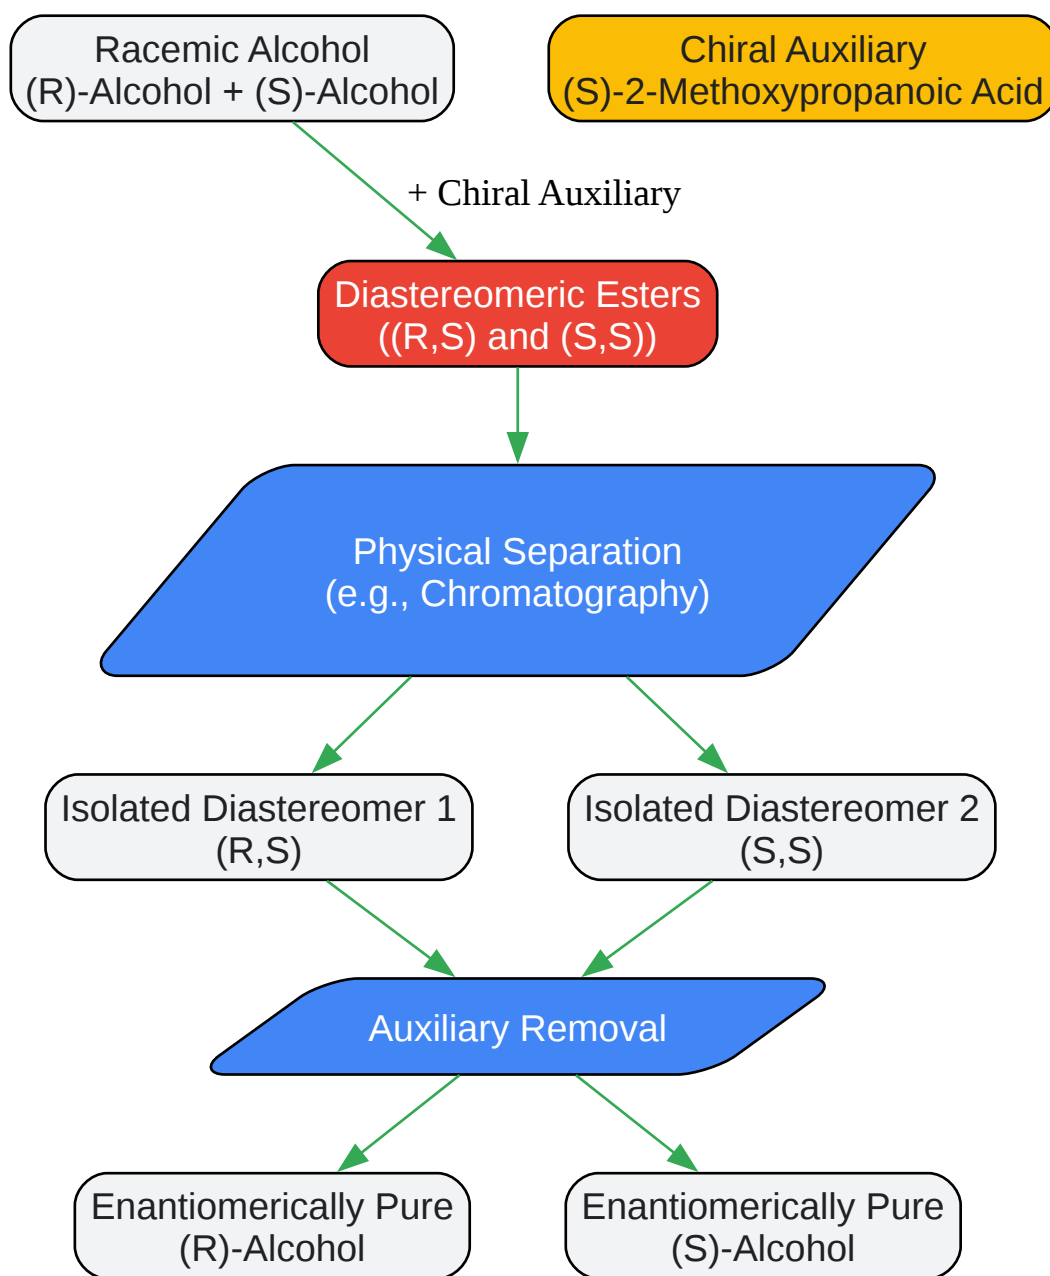 Racemic Alcohol
(R)-Alcohol + (S)-Alcohol
Chiral Auxiliary
(S)-2-Methoxypropanoic Acid
+ Chiral Auxiliary
Diastereomeric Esters
((R,S) and (S,S))
Physical Separation
(e.g., Chromatography)
Isolated Diastereomer 1
(R,S)
Isolated Diastereomer 2
(S,S)
Auxiliary Removal
Enantiomerically Pure
(R)-Alcohol
Enantiomerically Pure
(S)-Alcohol